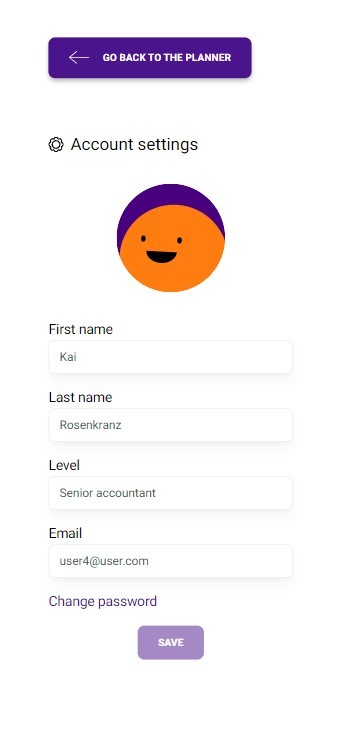 GO BACK TO THE PLANNER
Account settings
First name
Kai
Last name
Rosenkranz
Level
Senior accountant
Email
user4@user.com
Change password
SAVE